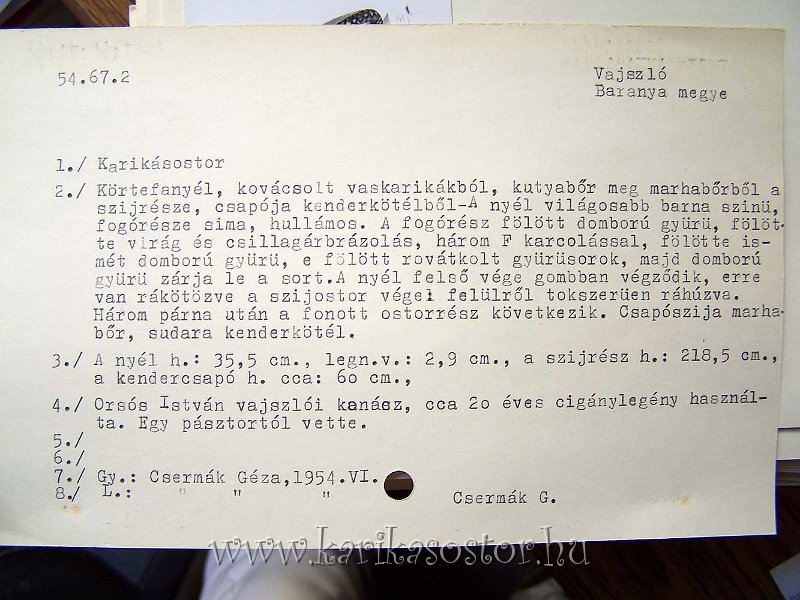 54.67.2
Vajszló
Baranya megye
1./ Karikásostor
2./ Körtefanyél, kovácsolt vaskarikákból, kutyabőr meg marhabőrből a
szijrésze, csapója kenderkötélből-A nyél világosabb barna szinü,
fogórésze sima, hullámos. A fogórész fölött domború gyürü, fölöt-
te virág és csillagárbrázolás, három F karcolással, fölötte is-
mét domború gyürü, e fölött rovátkolt gyürüsorok, majd domború
gyürü zárja le a sort.A nyél felső vége gombban végződik, erre
van rákötözve a szijostor végei felülről tokszerüen ráhúzva.
Három párna után a fonott ostorrész következik. Csapószija marha-
bőr, sudara kenderkötél.
3./ A nyél h.: 35,5 cm., legn.v.: 2,9 cm., a szijrész h.: 218,5 cm.,
a kendercsapó h. cca: 6o cm.,
4./ Orsós István vajszlói kanász, cca 2o éves cigánylegény használ-
ta. Egy pásztortól vette.
5./
6./
7./ Gy.: Csermák Géza,1954.VI.
8./ L.: " " "
Csermák G.
www.karikasostor.hu